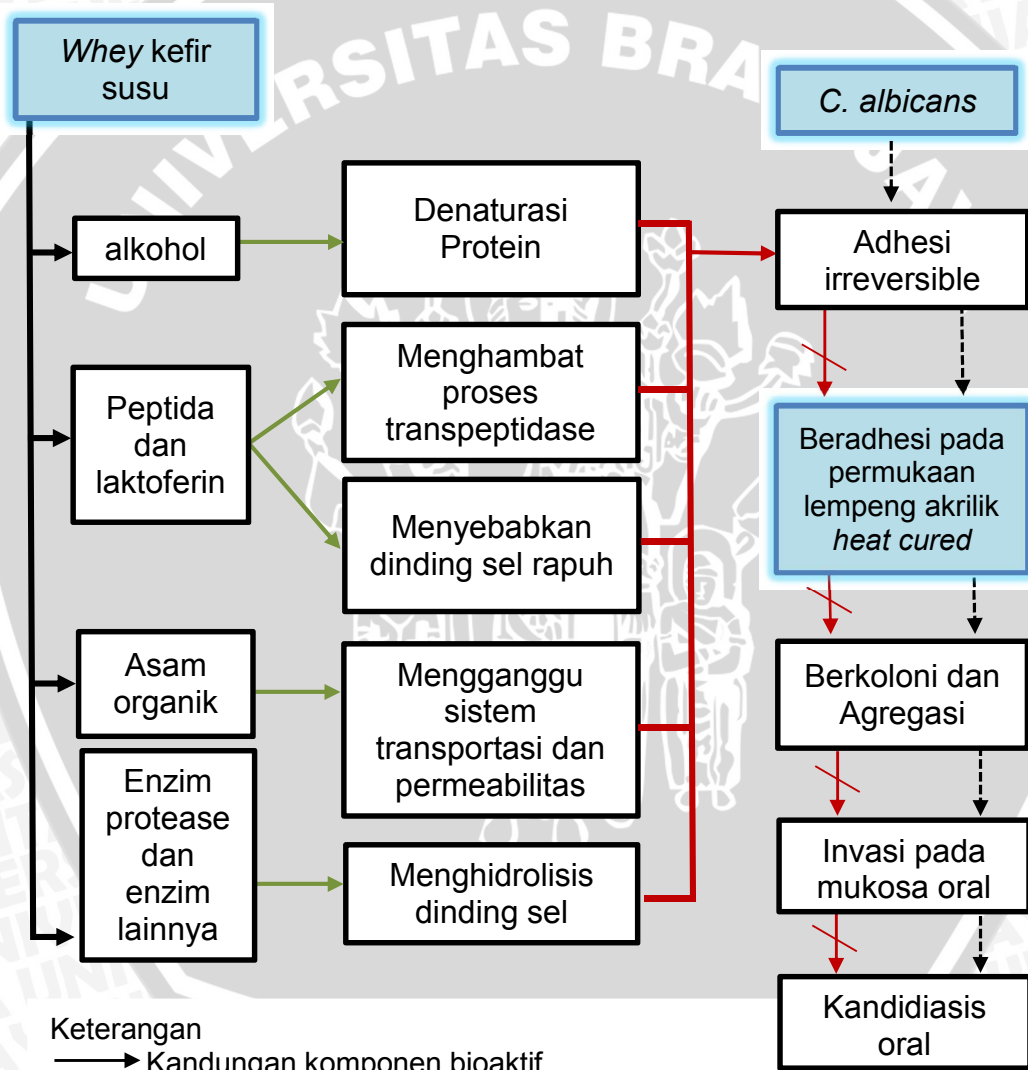 UNIVERSITAS BRA
Whey kefir
susu
C. albicans
alkohol
Denaturasi
Protein
Adhesi
irreversible
Peptida
dan
laktoferin
Menghambat
proses
transpeptidase
Menyebabkan
dinding sel rapuh
Beradhesi pada
permukaan
lempeng akrilik
heat cured
Asam
organik
Mengganggu
sistem
transportasi dan
permeabilitas
Berkoloni dan
Agregasi
Enzim
protease
dan
enzim
lainnya
Menghidrolisis
dinding sel
Invasi pada
mukosa oral
Kandidiasis
oral
Keterangan
Kandungan komponen bioaktif